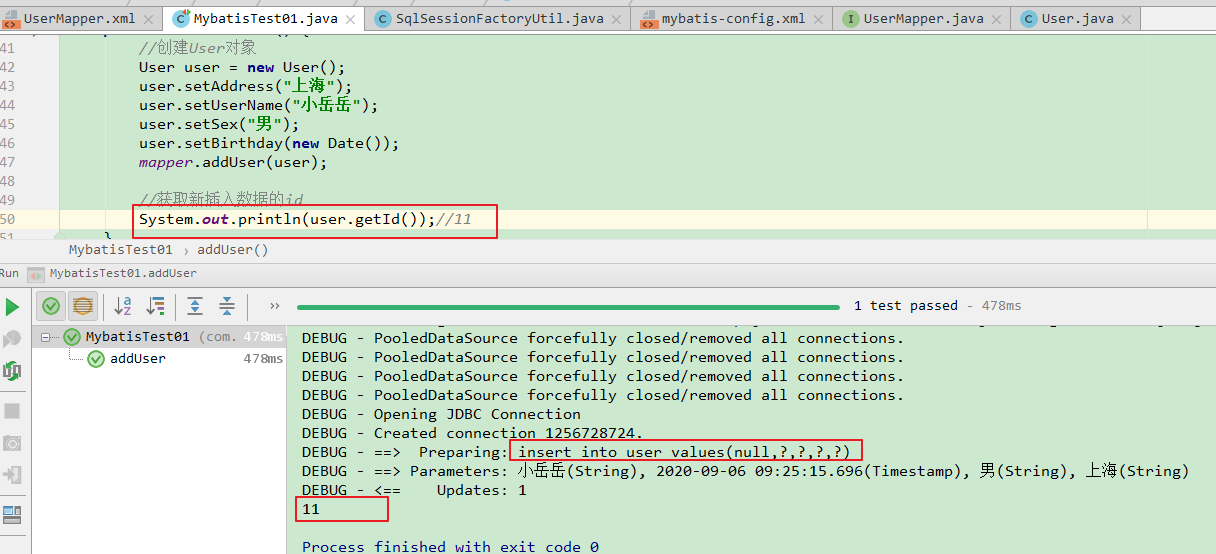 UserMapper.xml MybatisTest01.java SqlSessionFactoryUtil.java mybatis-config.xml UserMapper.java User.java
41 //创建User对象
42 User user = new User();
43 user.setAddress("上海");
44 user.setUserName("小岳岳");
45 user.setSex("男");
46 user.setBirthday(new Date());
47 mapper.addUser(user);
48
49 //获取新插入数据的id
50 System.out.println(user.getId());//11
51 }
MybatisTest01 › addUser()
Run MybatisTest01.addUser
>> 1 test passed - 478ms
MybatisTest01 (com. 478ms
addUser 478ms
DEBUG - PooledDataSource forcefully closed/removed all connections.
DEBUG - PooledDataSource forcefully closed/removed all connections.
DEBUG - PooledDataSource forcefully closed/removed all connections.
DEBUG - PooledDataSource forcefully closed/removed all connections.
DEBUG - Opening JDBC Connection
DEBUG - Created connection 1256728724.
DEBUG - ==>  Preparing: insert into user values(null,?,?,?,?)
DEBUG - ==> Parameters: 小岳岳(String), 2020-09-06 09:25:15.696(Timestamp), 男(String), 上海(String)
DEBUG - <==    Updates: 1
11
Process finished with exit code 0